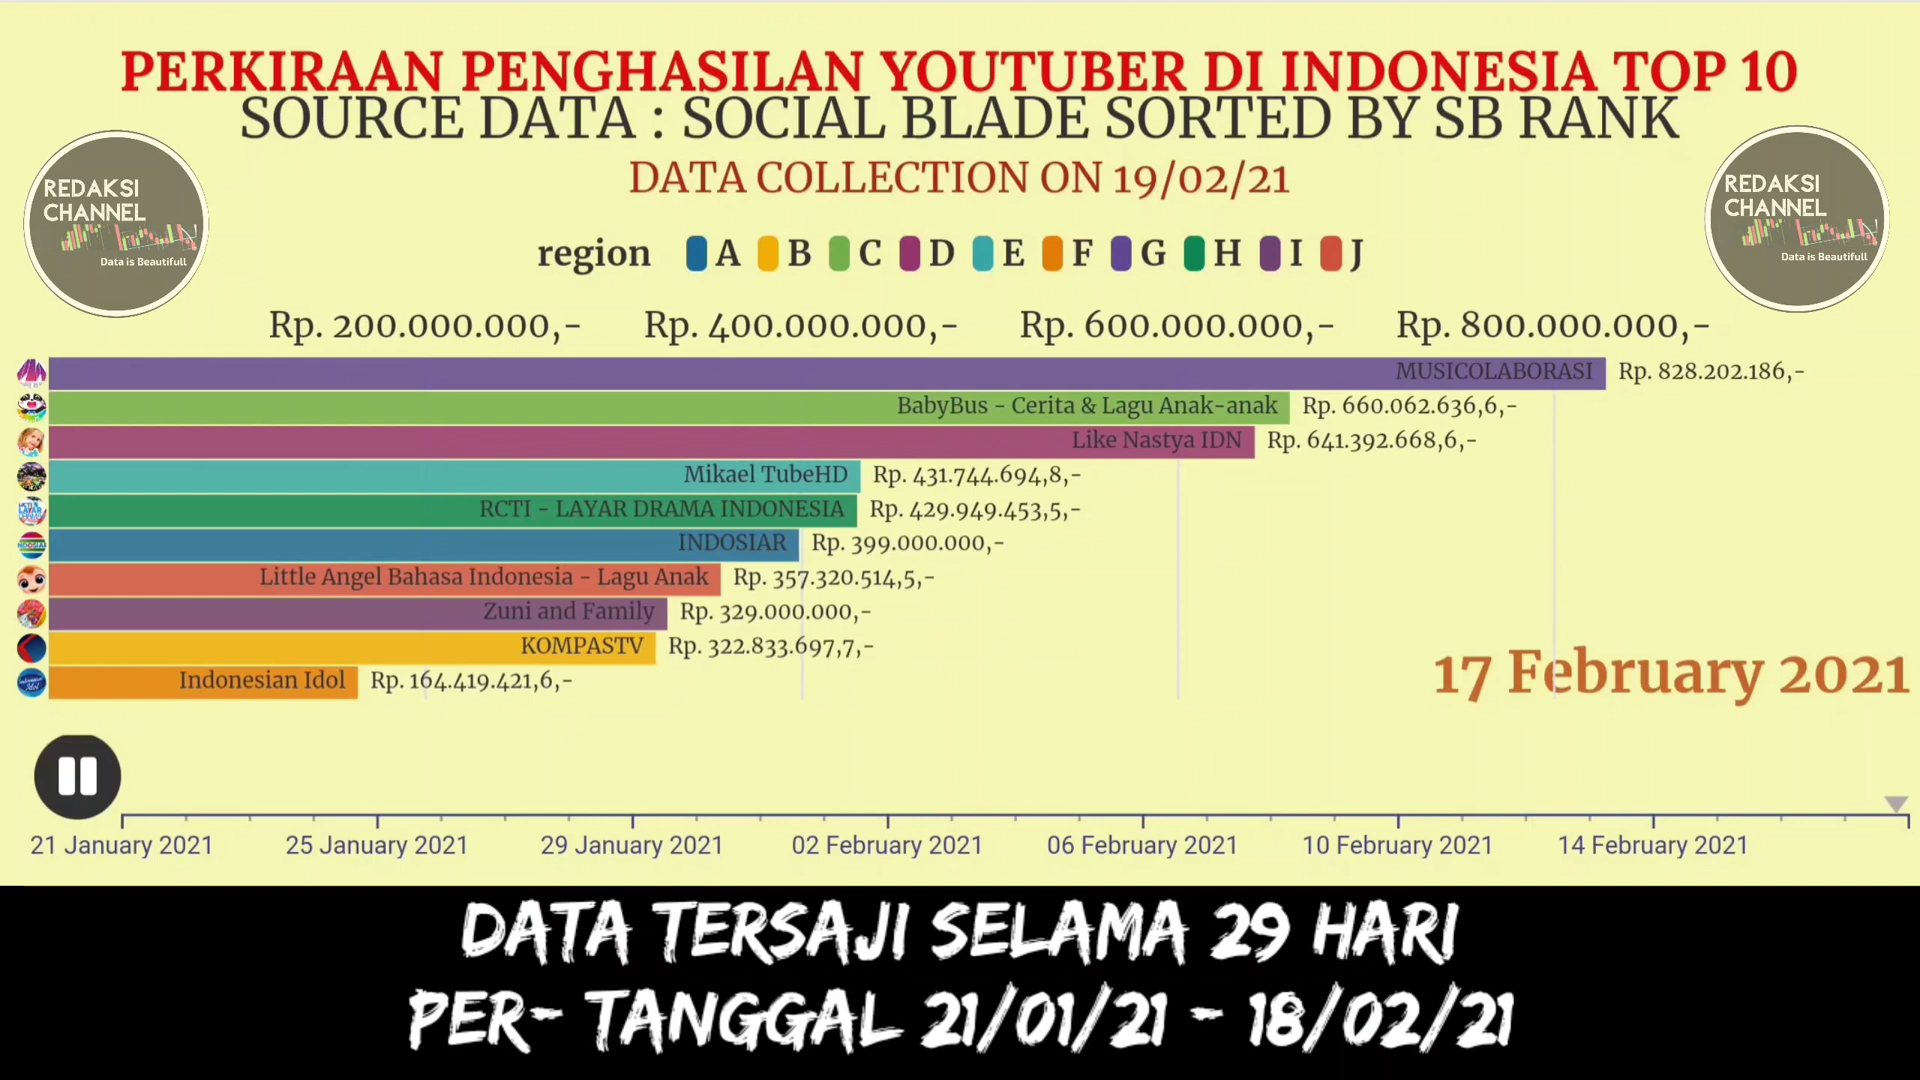 PERKIRAAN PENGHASILAN YOUTUBER DI INDONESIA TOP 10
SOURCE DATA : SOCIAL BLADE SORTED BY SB RANK
DATA COLLECTION ON 19/02/21
REDAKSI
CHANNEL
Data is Beautifull
REDAKSI
CHANNEL
Data is Beautifull
region A B C D E F G H I J
Rp. 200.000.000,- Rp. 400.000.000,- Rp. 600.000.000,- Rp. 800.000.000,-
MUSICOLABORASI Rp. 828.202.186,-
BabyBus - Cerita & Lagu Anak-anak Rp. 660.062.636,6,-
Like Nastya IDN Rp. 641.392.668,6,-
Mikael TubeHD Rp. 431.744.694,8,-
RCTI - LAYAR DRAMA INDONESIA Rp. 429.949.453,5,-
INDOSIAR Rp. 399.000.000,-
Little Angel Bahasa Indonesia - Lagu Anak Rp. 357.320.514,5,-
Zuni and Family Rp. 329.000.000,-
KOMPASTV Rp. 322.833.697,7,-
Indonesian Idol Rp. 164.419.421,6,-
17 February 2021
21 January 2021 25 January 2021 29 January 2021 02 February 2021 06 February 2021 10 February 2021 14 February 2021
DATA TERSAJI SELAMA 29 HARI
PER- TANGGAL 21/01/21 - 18/02/21